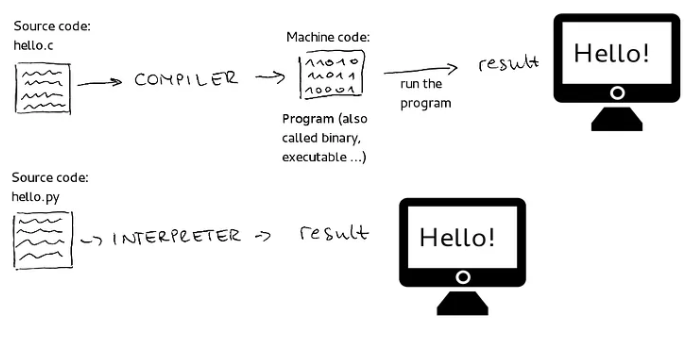 Source code:
hello.c
COMPILER
Machine code:
11010
11011
10001
Program (also
called binary,
executable ...)
run the
program
result
Hello!
Source code:
hello.py
INTERPRETER
result
Hello!